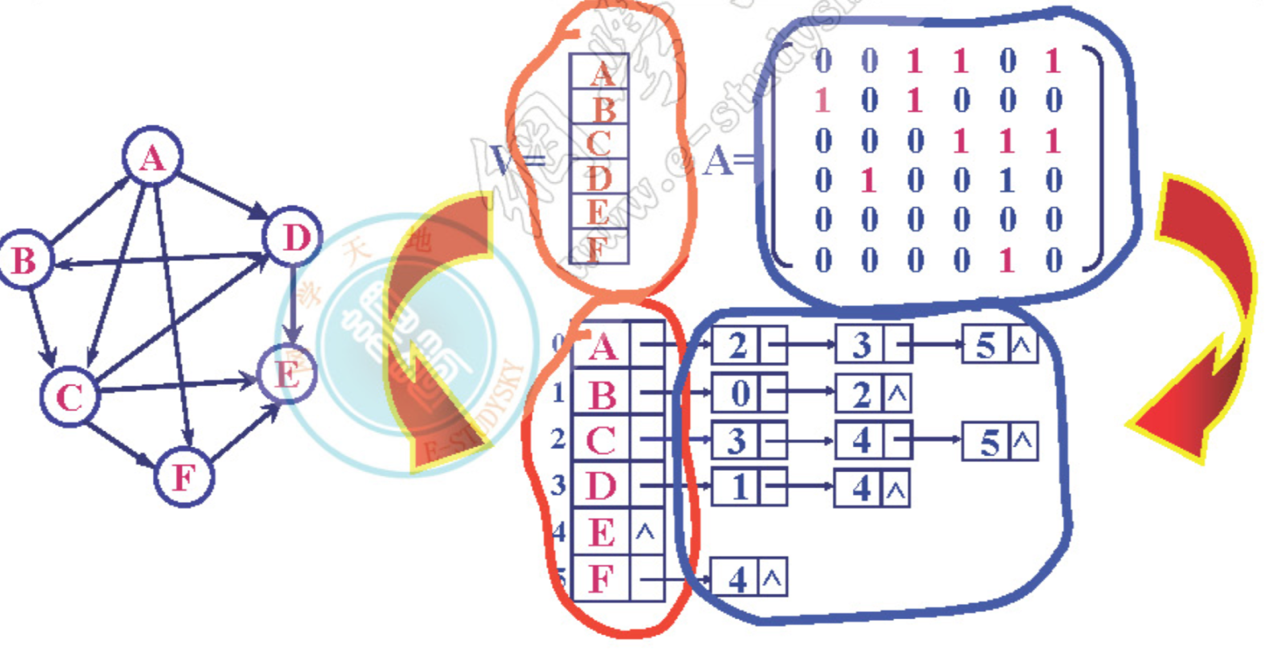 A
B
C
D
E
F
V=
A
B
C
D
E
F
A=
0 0 1 1 0 1
1 0 1 0 0 0
0 0 0 1 1 1
0 1 0 0 1 0
0 0 0 0 0 0
0 0 0 0 1 0
0 A 2 3 5 ^
1 B 0 2 ^
2 C 3 4 5 ^
3 D 1 4 ^
4 E ^
5 F 4 ^
学 天 地
E-STUDYSKY
www.e-studysky